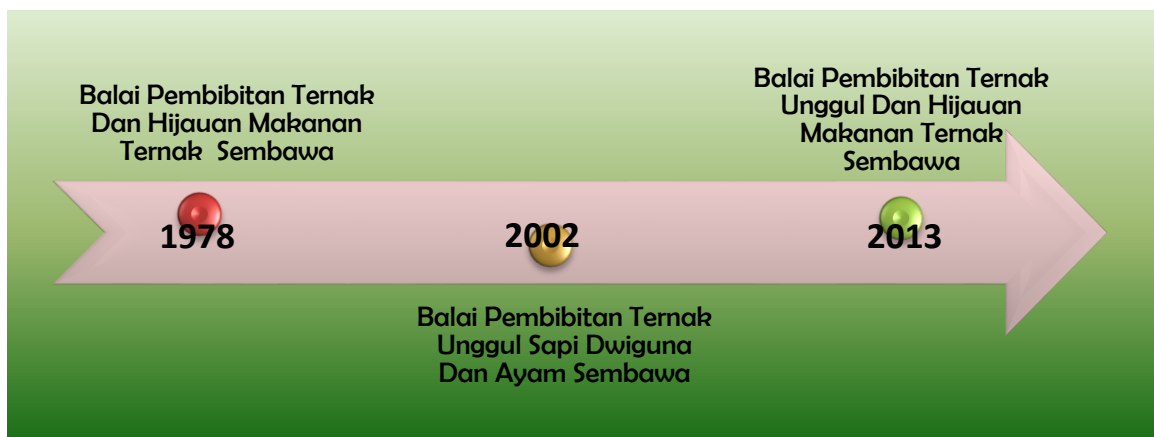 Balai Pembibitan Ternak
Dan Hijauan Makanan
Ternak Sembawa
1978
2002
Balai Pembibitan Ternak
Unggul Sapi Dwiguna
Dan Ayam Sembawa
Balai Pembibitan Ternak
Unggul Dan Hijauan
Makanan Ternak
Sembawa
2013